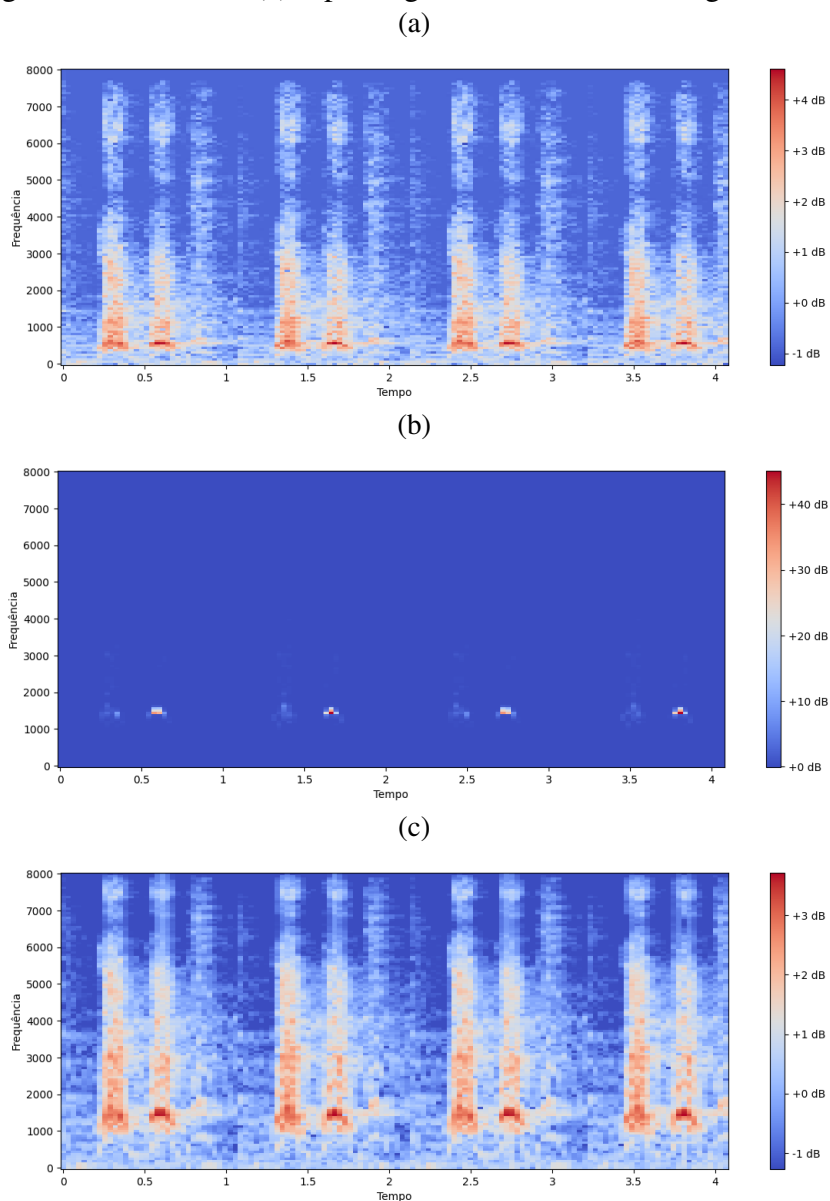 (a)
8000
7000
6000
5000
4000
3000
2000
1000
0
Frequência
0 0.5 1 1.5 2 2.5 3 3.5 4
Tempo
+4 dB
+3 dB
+2 dB
+1 dB
+0 dB
-1 dB
(b)
8000
7000
6000
5000
4000
3000
2000
1000
0
Frequência
0 0.5 1 1.5 2 2.5 3 3.5 4
Tempo
+40 dB
+30 dB
+20 dB
+10 dB
+0 dB
(c)
8000
7000
6000
5000
4000
3000
2000
1000
0
Frequência
0 0.5 1 1.5 2 2.5 3 3.5 4
Tempo
+3 dB
+2 dB
+1 dB
+0 dB
-1 dB